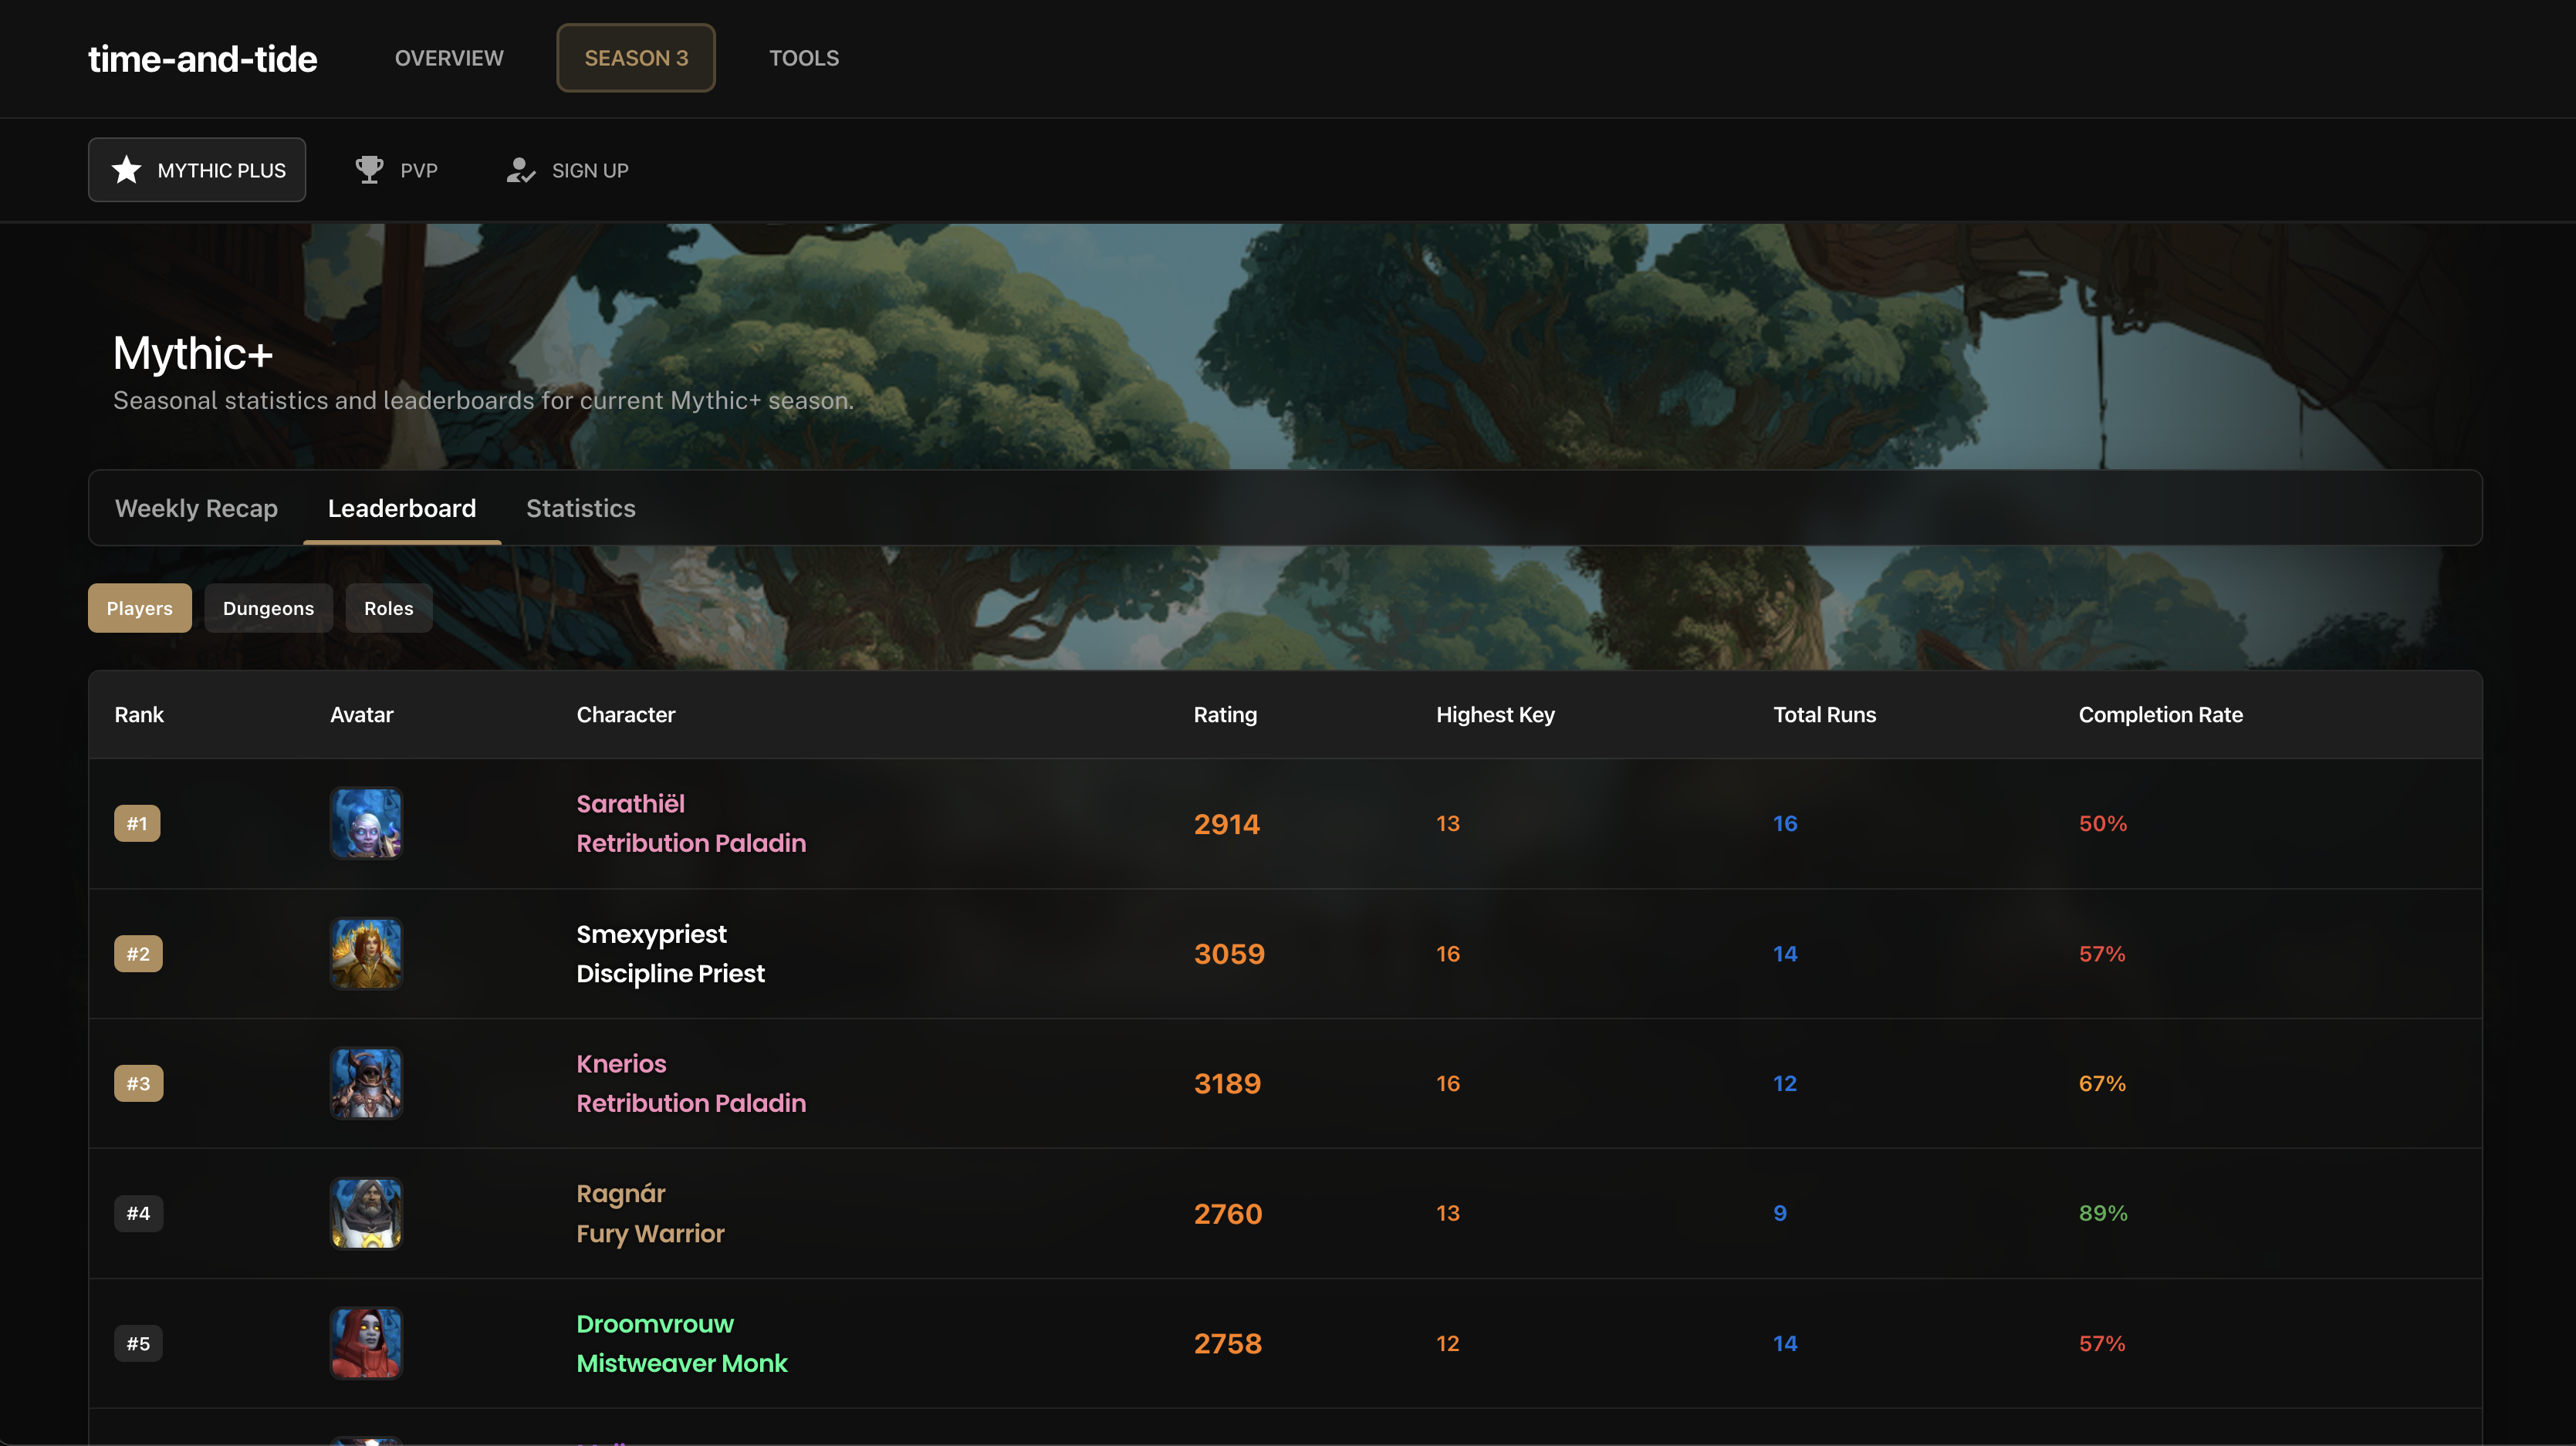 time-and-tide
OVERVIEW
SEASON 3
TOOLS
MYTHIC PLUS
PVP
SIGN UP
Mythic+
Seasonal statistics and leaderboards for current Mythic+ season.
Weekly Recap
Leaderboard
Statistics
Players
Dungeons
Roles
Rank Avatar Character Rating Highest Key Total Runs Completion Rate
#1 Sarathiël 2914 13 16 50%
Retribution Paladin
#2 Smexypriest 3059 16 14 57%
Discipline Priest
#3 Knerios 3189 16 12 67%
Retribution Paladin
#4 Ragnár 2760 13 9 89%
Fury Warrior
#5 Droomvrouw 2758 12 14 57%
Mistweaver Monk